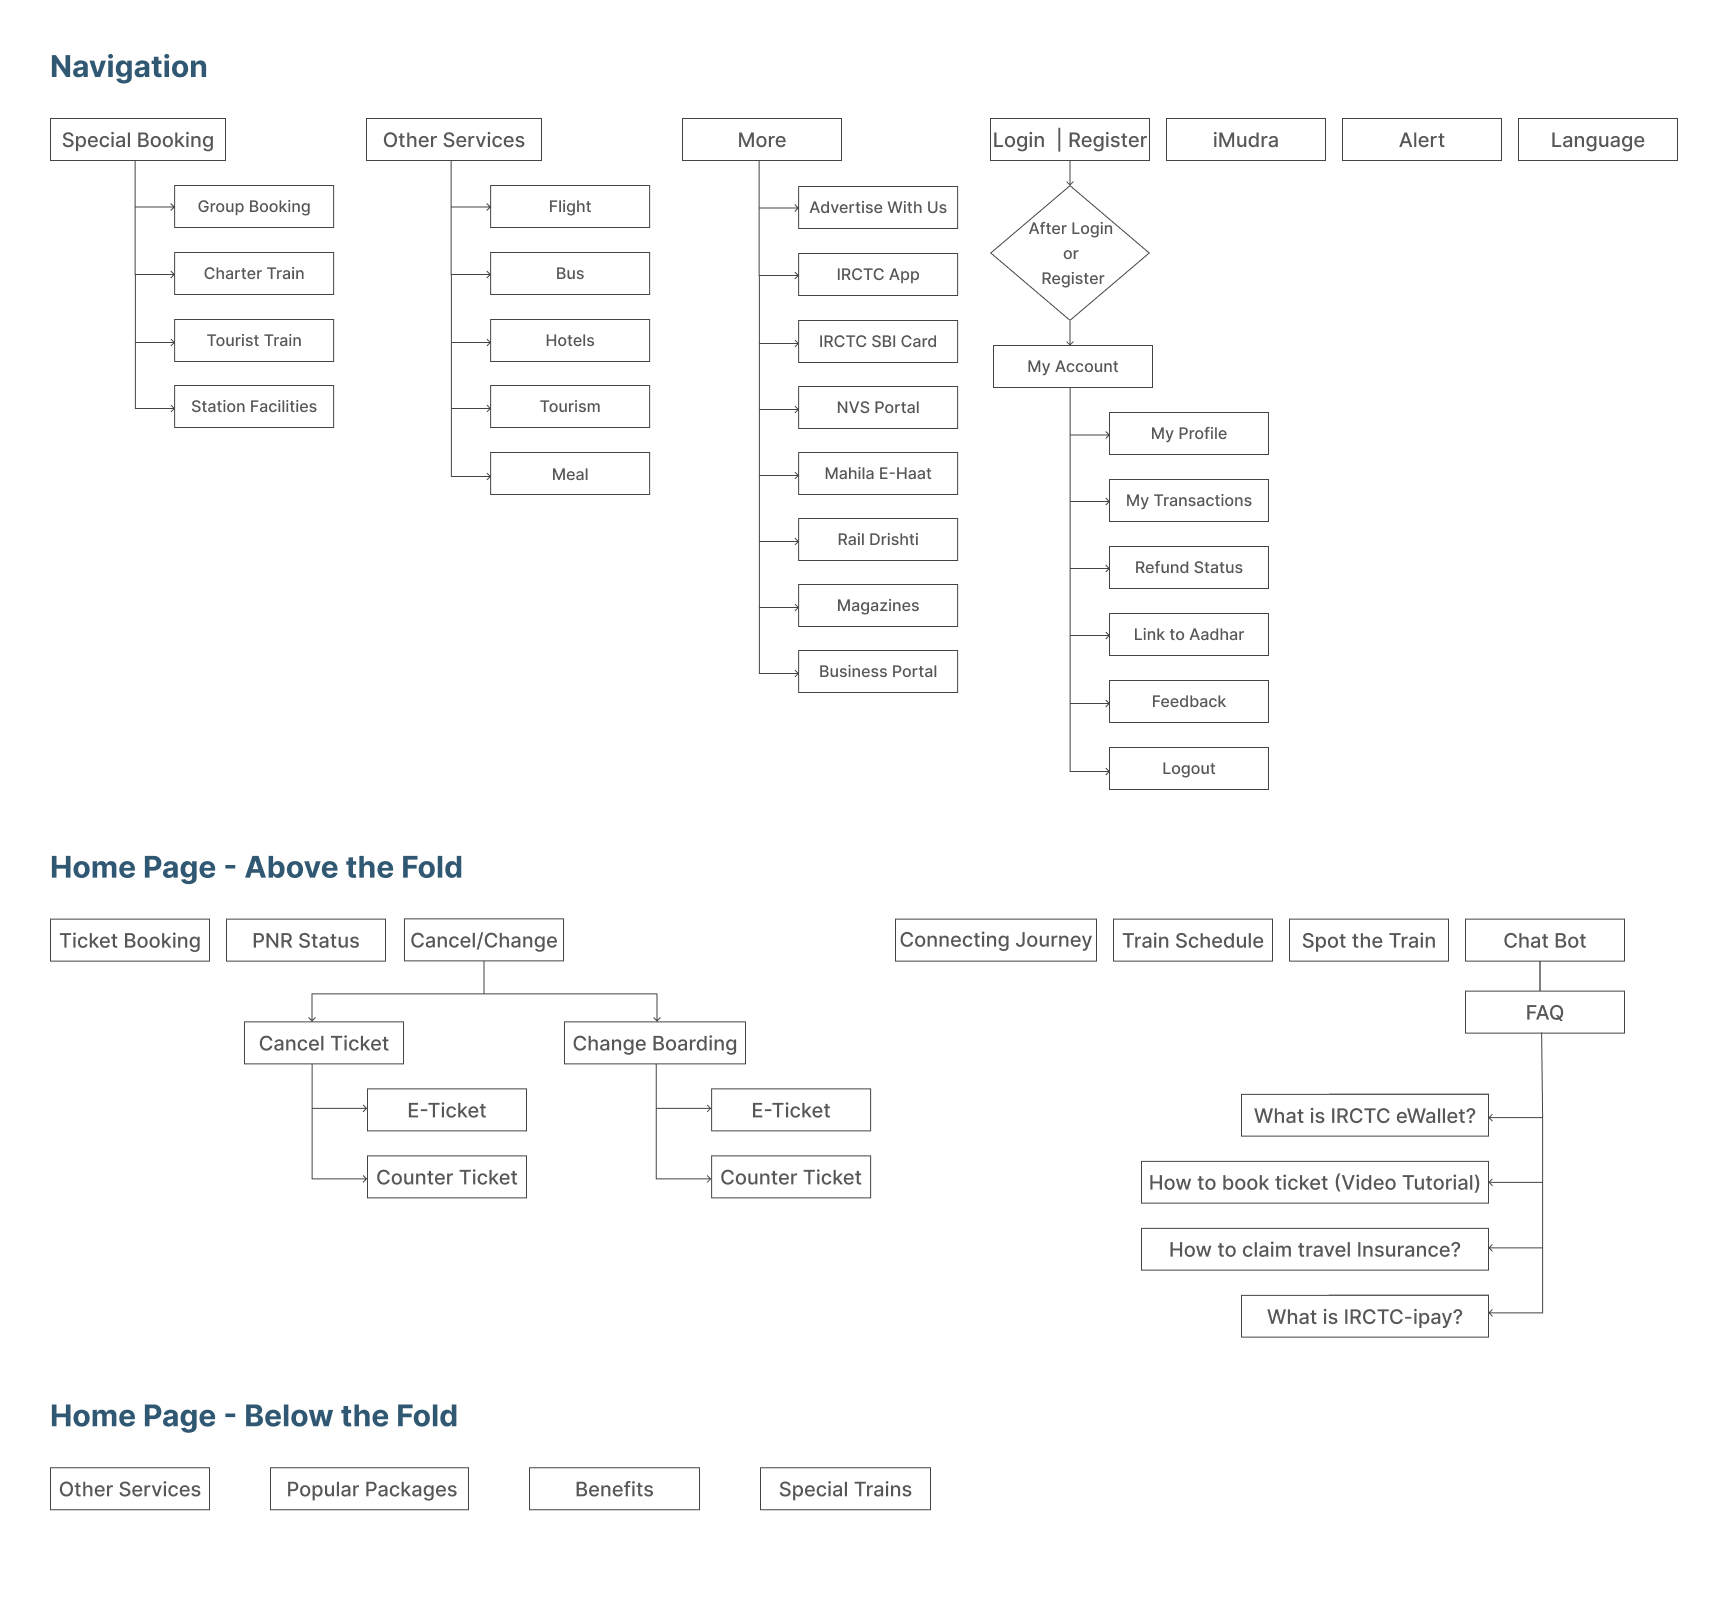 Navigation
Special Booking
Group Booking
Charter Train
Tourist Train
Station Facilities
Other Services
Flight
Bus
Hotels
Tourism
Meal
More
Advertise With Us
IRCTC App
IRCTC SBI Card
NVS Portal
Mahila E-Haat
Rail Drishti
Magazines
Business Portal
Login | Register
After Login
or
Register
My Account
My Profile
My Transactions
Refund Status
Link to Aadhar
Feedback
Logout
iMudra
Alert
Language
Home Page - Above the Fold
Ticket Booking
PNR Status
Cancel/Change
Cancel Ticket
E-Ticket
Counter Ticket
Change Boarding
E-Ticket
Counter Ticket
Connecting Journey
Train Schedule
Spot the Train
Chat Bot
FAQ
What is IRCTC eWallet?
How to book ticket (Video Tutorial)
How to claim travel Insurance?
What is IRCTC-ipay?
Home Page - Below the Fold
Other Services
Popular Packages
Benefits
Special Trains